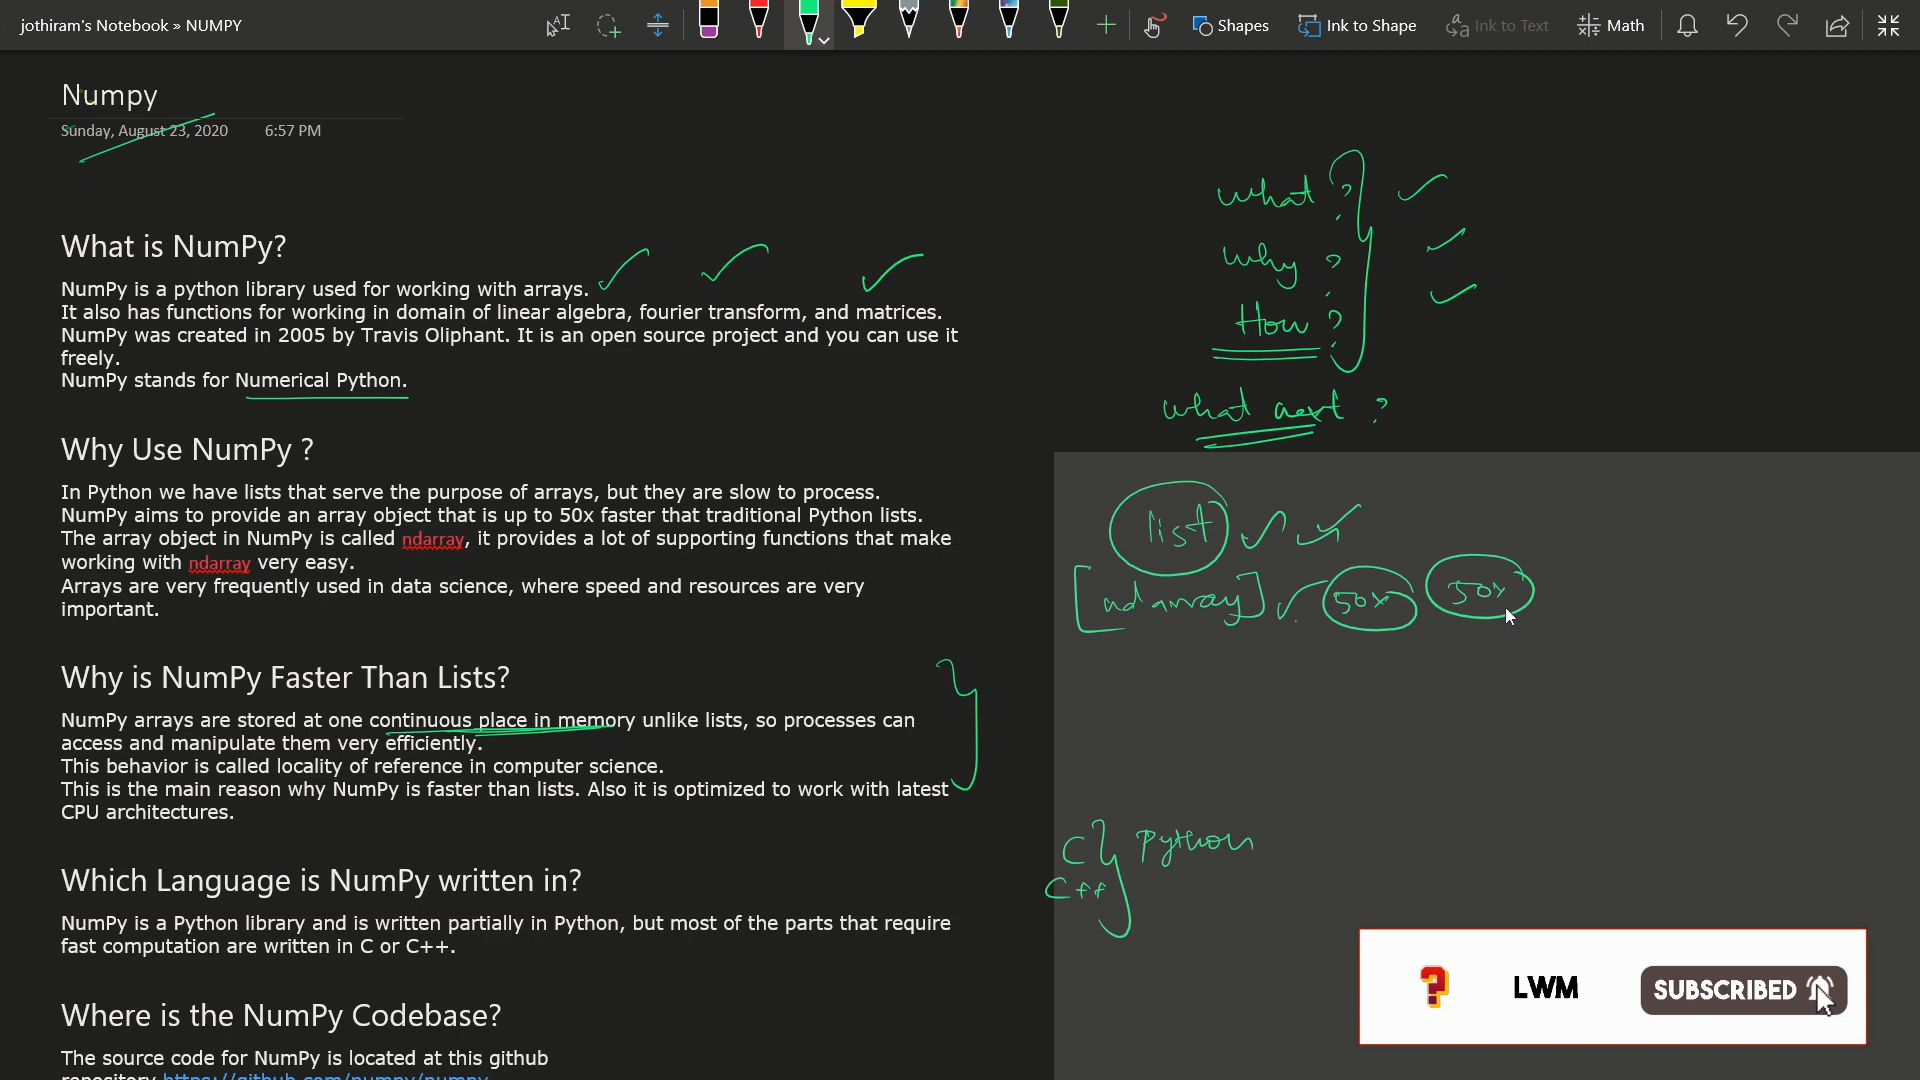 jothiram's Notebook » NUMPY
Shapes
Ink to Shape
Ink to Text
Math
Numpy
Sunday, August 23, 2020 6:57 PM
What is NumPy?
NumPy is a python library used for working with arrays.
It also has functions for working in domain of linear algebra, fourier transform, and matrices.
NumPy was created in 2005 by Travis Oliphant. It is an open source project and you can use it
freely.
NumPy stands for Numerical Python.
Why Use NumPy ?
In Python we have lists that serve the purpose of arrays, but they are slow to process.
NumPy aims to provide an array object that is up to 50x faster that traditional Python lists.
The array object in NumPy is called ndarray, it provides a lot of supporting functions that make
working with ndarray very easy.
Arrays are very frequently used in data science, where speed and resources are very
important.
Why is NumPy Faster Than Lists?
NumPy arrays are stored at one continuous place in memory unlike lists, so processes can
access and manipulate them very efficiently.
This behavior is called locality of reference in computer science.
This is the main reason why NumPy is faster than lists. Also it is optimized to work with latest
CPU architectures.
Which Language is NumPy written in?
NumPy is a Python library and is written partially in Python, but most of the parts that require
fast computation are written in C or C++.
Where is the NumPy Codebase?
The source code for NumPy is located at this github
repository https://github.com/numpy/numpy
what ?
why ?
How ?
what next ?
list
[nd array] 50x 50x
C } Python
C++
? LWM SUBSCRIBED